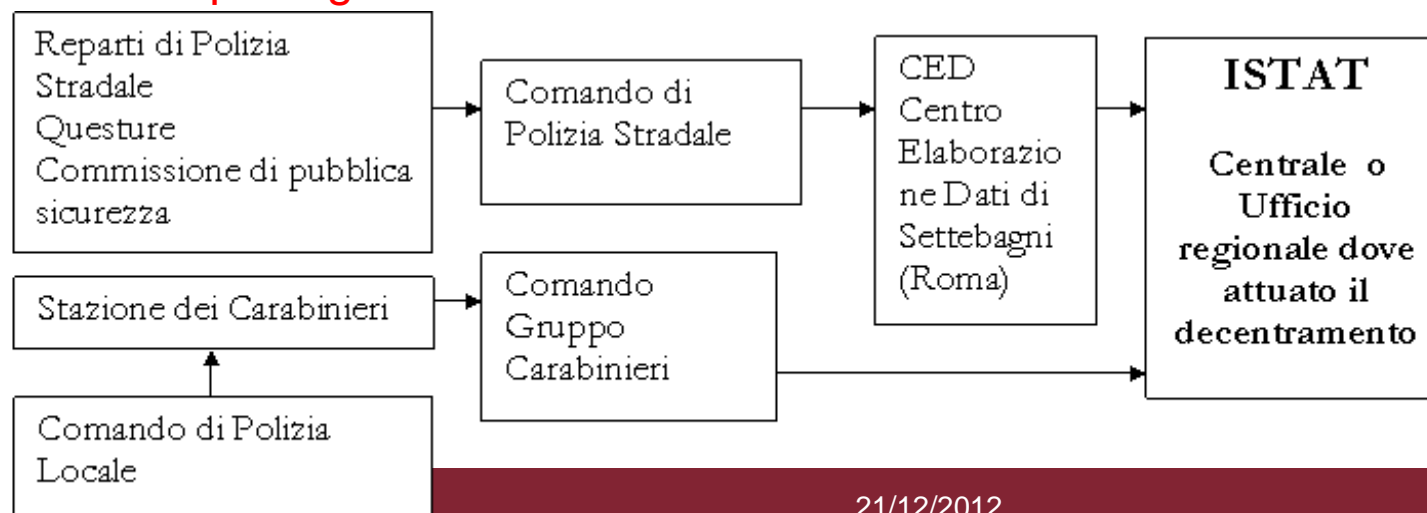 Reparti di Polizia
Stradale
Questure
Commissione di pubblica
sicurezza
Comando di
Polizia Stradale
CED
Centro
Elaborazio
ne Dati di
Settebagni
(Roma)
ISTAT
Centrale o
Ufficio
regionale dove
attuato il
decentramento
Stazione dei Carabinieri
Comando
Gruppo
Carabinieri
Comando di Polizia
Locale
21/12/2012